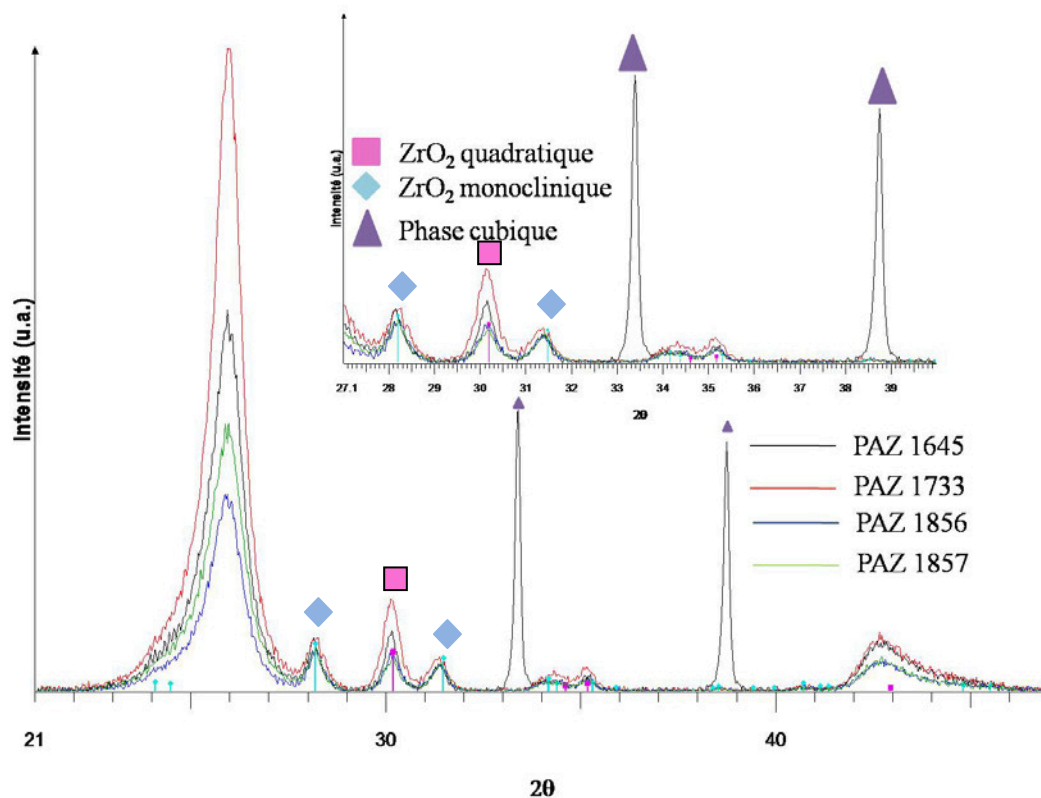 Intensité (u.a.)
Intensité (u.a.)
ZrO₂ quadratique
ZrO₂ monoclinique
Phase cubique
27.1 28 29 30 31 32 33 34 35 36 37 38 39
2θ
PAZ 1645
PAZ 1733
PAZ 1856
PAZ 1857
21 30 40
2θ